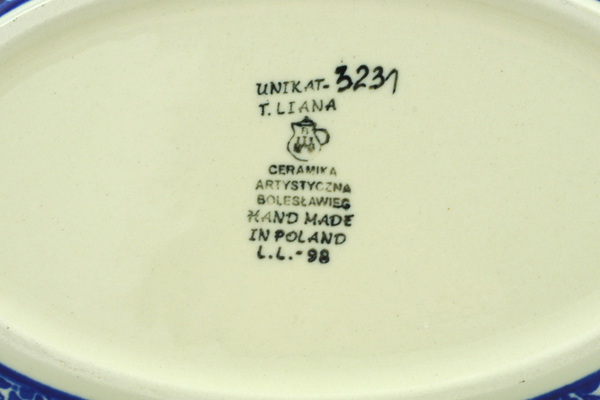 UNIKAT-3231
T. LIANA
CERAMIKA
ARTYSTYCZNA
BOLESŁAWIEC
HAND MADE
IN POLAND
L.L.-98